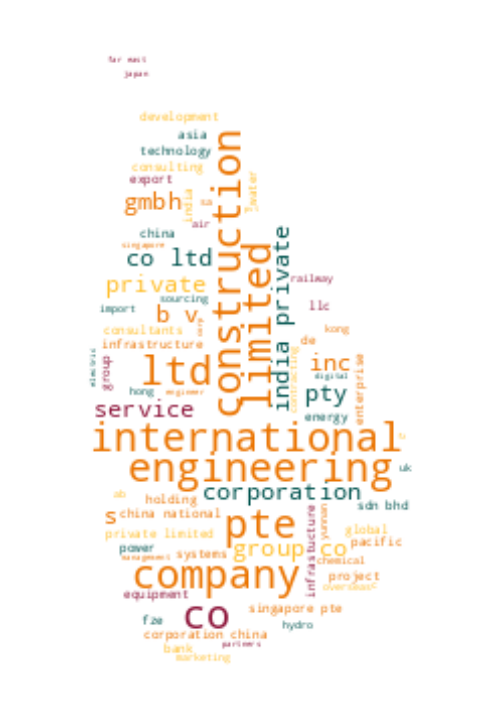 far east
japan
development
asia
technology
construction
consulting
export
india
water
gmbh
sa
air
china
singapore
co ltd
limited
india private
private
sourcing
railway
import
b v
llc
consultants
corp
kong
infrastructure
de
electric
group
ltd
contracting
inc
digital
enterprise
hong
engineer
pty
service
energy
international
engineering
uk
ab
holding
corporation
sdn bhd
s
china national
pte
infrastucture
yunnan
global
private limited
pacific
power
management
systems
group co
chemical
company
project
overseas
equipment
co
singapore pte
fze
hydro
corporation china
partners
bank
marketing